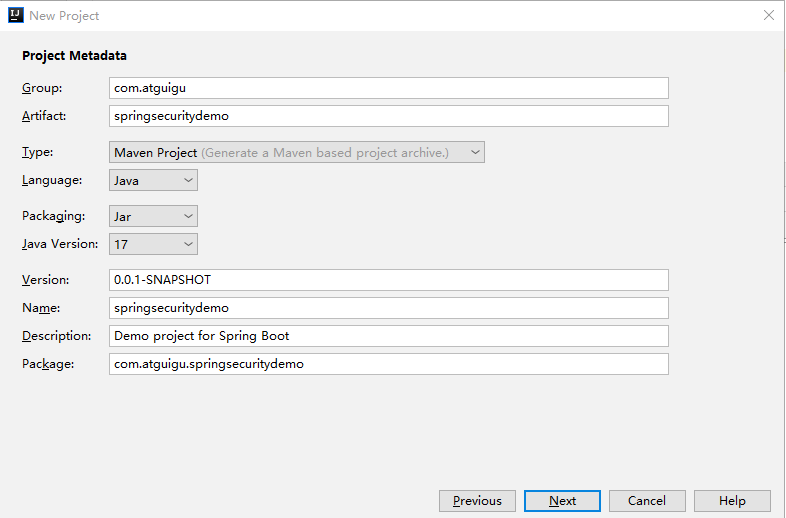 IJ New Project
Project Metadata
Group: com.atguigu
Artifact: springsecuritydemo
Type: Maven Project (Generate a Maven based project archive.)
Language: Java
Packaging: Jar
Java Version: 17
Version: 0.0.1-SNAPSHOT
Name: springsecuritydemo
Description: Demo project for Spring Boot
Package: com.atguigu.springsecuritydemo
Previous Next Cancel Help